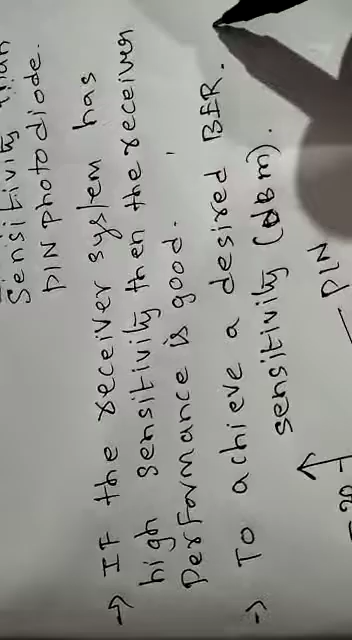 Sensitivity than
PIN photodiode.
→ If the receiver system has
high sensitivity then the receiver
performance is good.
→ To achieve a desired BER.
sensitivity (dBm).
PIN
-20